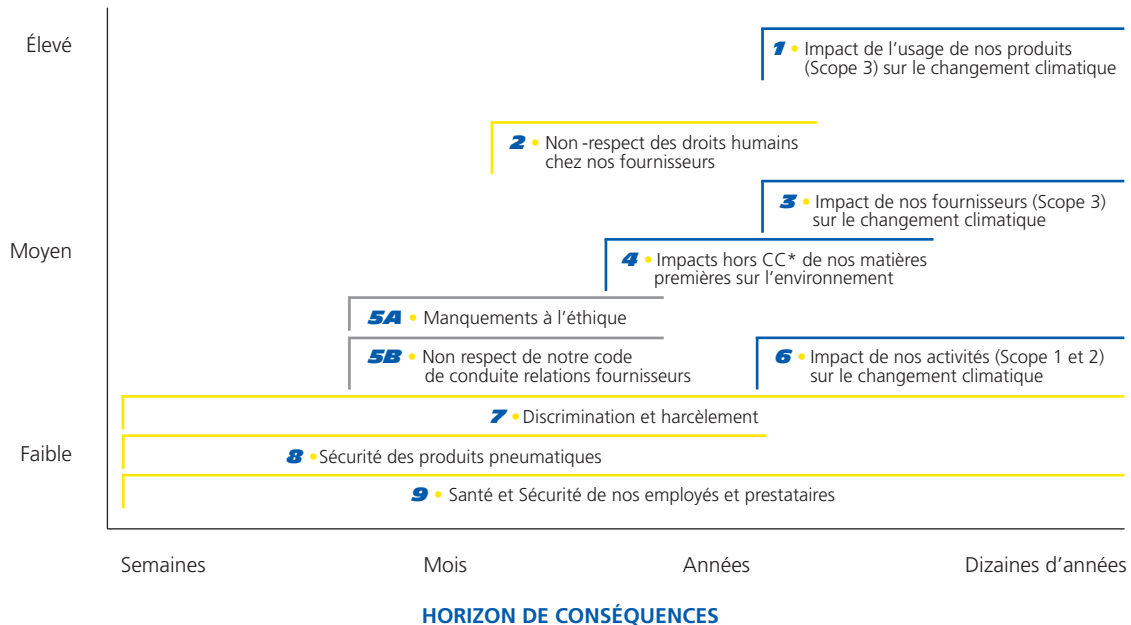 Élevé
1 • Impact de l'usage de nos produits
(Scope 3) sur le changement climatique
2 • Non -respect des droits humains
chez nos fournisseurs
3 • Impact de nos fournisseurs (Scope 3)
sur le changement climatique
Moyen
4 • Impacts hors CC* de nos matières
premières sur l'environnement
5A • Manquements à l'éthique
5B • Non respect de notre code
de conduite relations fournisseurs
6 • Impact de nos activités (Scope 1 et 2)
sur le changement climatique
7 • Discrimination et harcèlement
Faible
8 • Sécurité des produits pneumatiques
9 • Santé et Sécurité de nos employés et prestataires
Semaines Mois Années Dizaines d'années
HORIZON DE CONSÉQUENCES